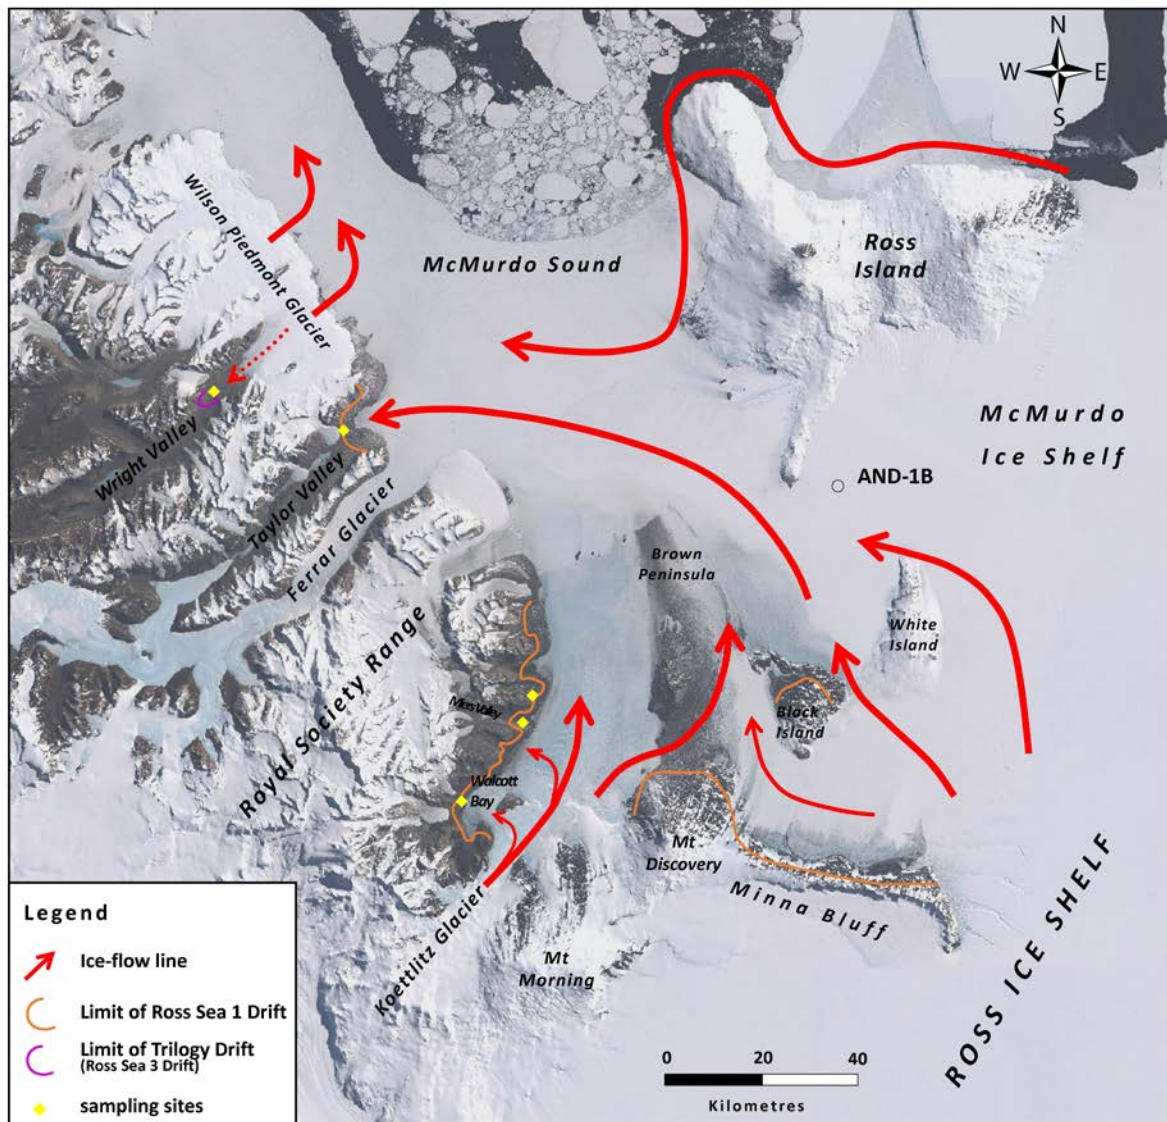 N
W E
S
Wilson Piedmont Glacier
McMurdo Sound
Ross
Island
McMurdo
Ice Shelf
Wright Valley
Taylor Valley
AND-1B
Ferrar Glacier
Brown
Peninsula
White
Island
Royal Society Range
Miers Valley
Black
Island
Walcott
Bay
Mt
Discovery
Minna Bluff
Koettlitz Glacier
Mt
Morning
ROSS ICE SHELF
Legend
Ice-flow line
Limit of Ross Sea 1 Drift
Limit of Trilogy Drift
(Ross Sea 3 Drift)
sampling sites
0 20 40
Kilometres